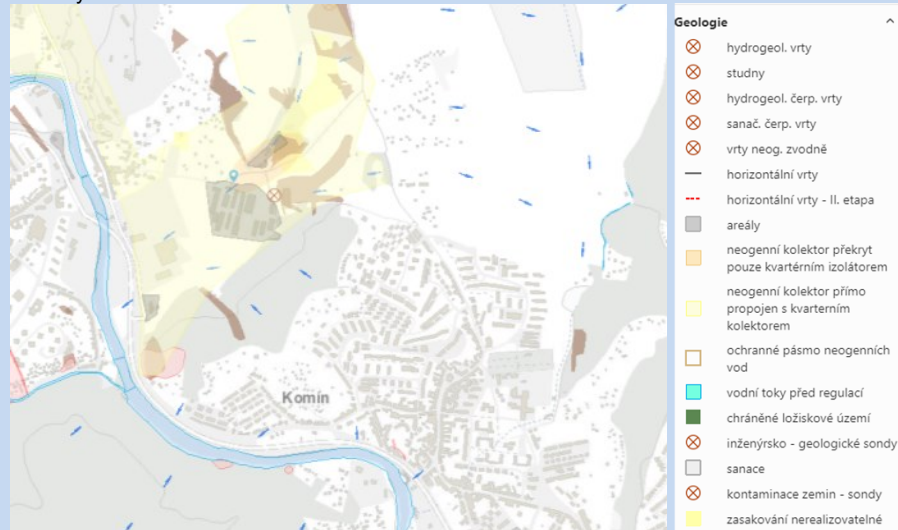 Komín
Geologie
hydrogeol. vrty
studny
hydrogeol. čerp. vrty
sanač. čerp. vrty
vrty neog. zvodně
horizontální vrty
horizontální vrty - II. etapa
areály
neogenní kolektor překryt
pouze kvartérním izolátorem
neogenní kolektor přímo
propojen s kvarterním
kolektorem
ochranné pásmo neogenních
vod
vodní toky před regulací
chráněné ložiskové území
inženýrsko - geologické sondy
sanace
kontaminace zemin - sondy
zasakování nerealizovatelné